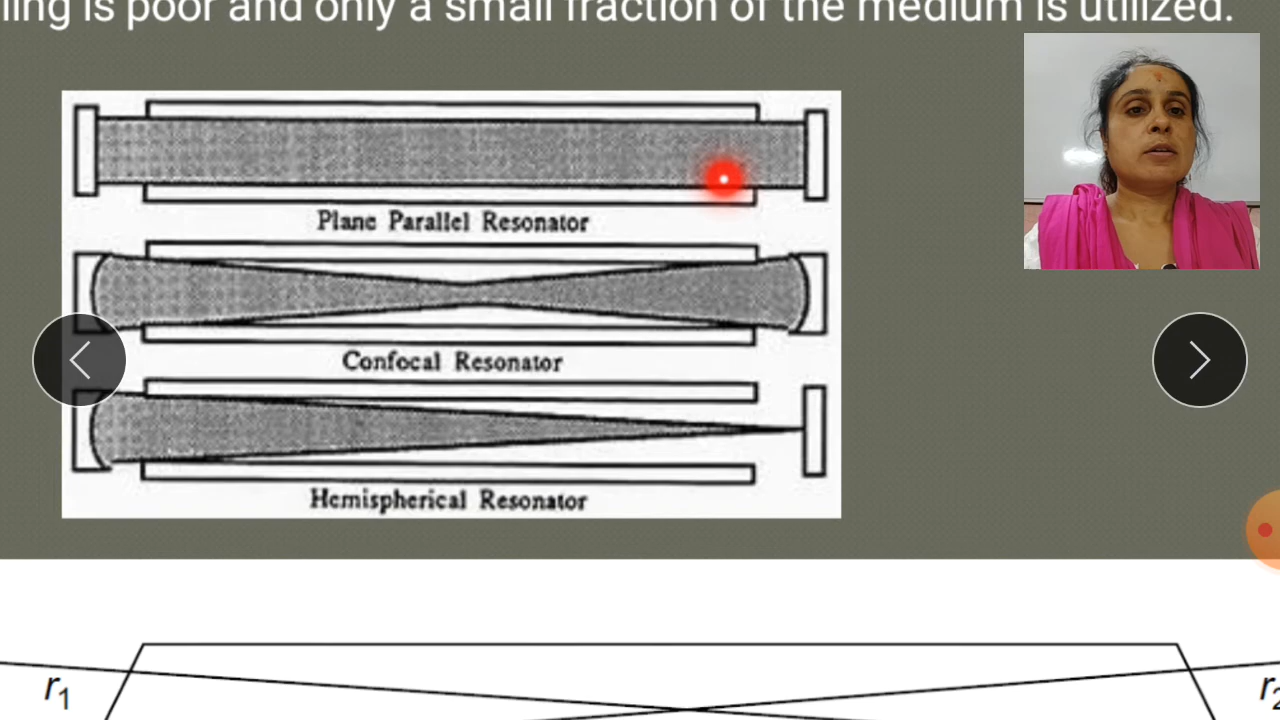 ling is poor and only a small fraction of the medium is utilized.
Plane Parallel Resonator
Confocal Resonator
Hemispherical Resonator
r1
r2